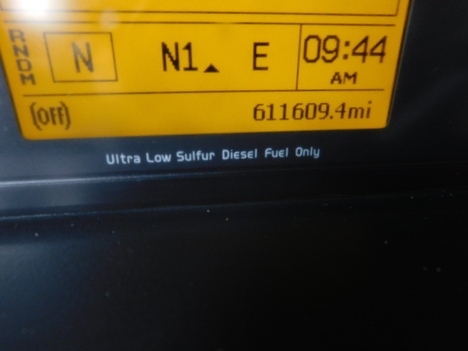 RNDM
N N1 E 09:44
AM
(OFF) 611609.4mi
Ultra Low Sulfur Diesel Fuel Only